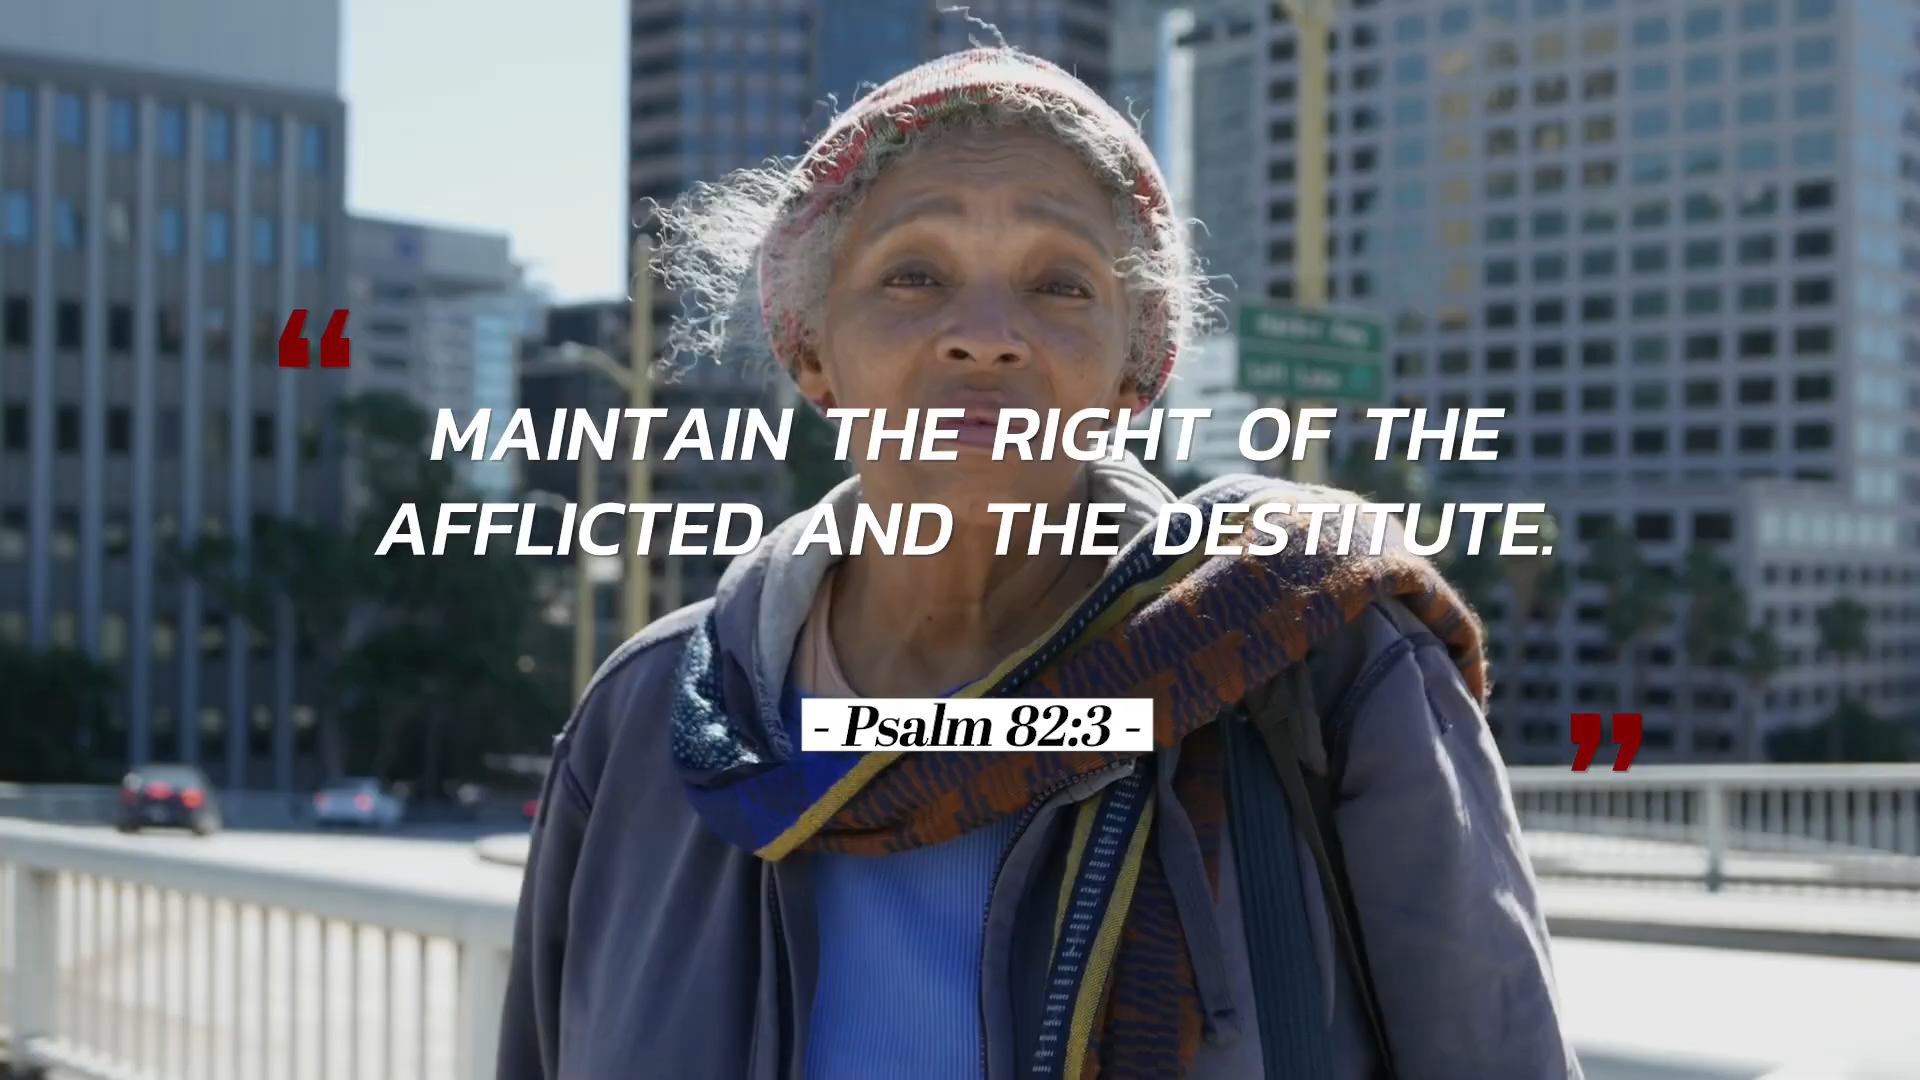 “
MAINTAIN THE RIGHT OF THE
AFFLICTED AND THE DESTITUTE.
- Psalm 82:3 -
”